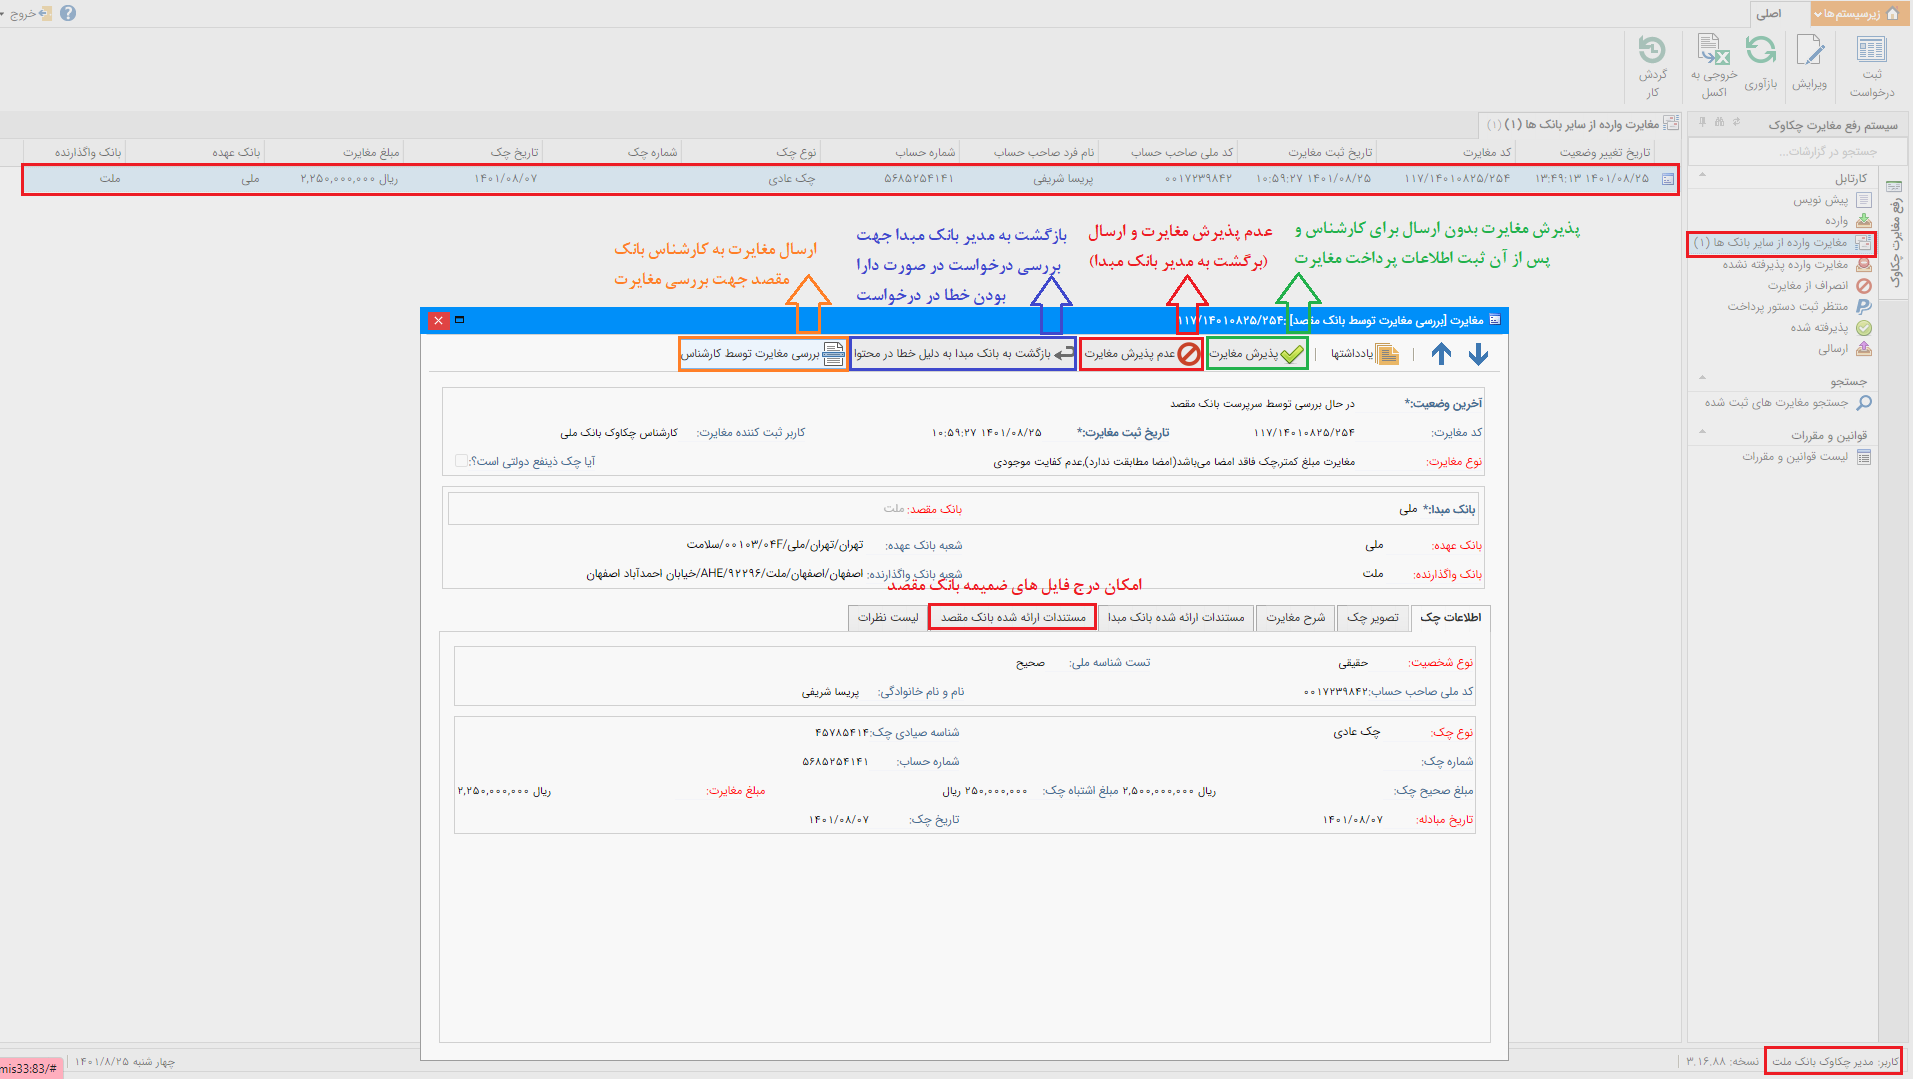 زیرسیستم‌ها
اصلی
خروج
ثبت درخواست
ویرایش
بازآوری
خروجی به اکسل
گردش کار
سیستم رفع مغایرت چکاوک
جستجو در گزارشات...
رفع مغایرت چکاوک
کارتابل
پیش نویس
وارده
مغایرت وارده از سایر بانک ها (۱)
مغایرت وارده پذیرفته نشده
انصراف از مغایرت
منتظر ثبت دستور پرداخت
پذیرفته شده
ارسالی
جستجو
جستجو مغایرت های ثبت شده
قوانین و مقررات
لیست قوانین و مقررات
مغایرت وارده از سایر بانک ها (۱) (۱)
تاریخ تغییر وضعیت کد مغایرت تاریخ ثبت مغایرت کد ملی صاحب حساب نام فرد صاحب حساب شماره حساب نوع چک شماره چک تاریخ چک مبلغ مغایرت بانک عهده بانک واگذارنده
۱۴۰۱/۰۸/۲۵ ۱۳:۴۹:۱۳ ۱۱۷/۱۴۰۱۰۸۲۵/۲۵۴ ۱۴۰۱/۰۸/۲۵ ۱۰:۵۹:۲۷ ۰۰۱۷۲۳۹۸۴۲ پریسا شریفی ۵۶۸۵۲۵۴۱۴۱ چک عادی ۱۴۰۱/۰۸/۰۷ ۲,۲۵۰,۰۰۰,۰۰۰ ریال ملی ملت
پذیرش مغایرت بدون ارسال برای کارشناس و
پس از آن ثبت اطلاعات پرداخت مغایرت
عدم پذیرش مغایرت و ارسال
(برگشت به مدیر بانک مبدا)
بازگشت به مدیر بانک مبدا جهت
بررسی درخواست در صورت دارا
بودن خطا در درخواست
ارسال مغایرت به کارشناس بانک
مقصد جهت بررسی مغایرت
مغایرت [بررسی مغایرت توسط بانک مقصد] :۱۱۷/۱۴۰۱۰۸۲۵/۲۵۴
یادداشتها
پذیرش مغایرت
عدم پذیرش مغایرت
بازگشت به بانک مبدا به دلیل خطا در محتوا
بررسی مغایرت توسط کارشناس
آخرین وضعیت:* در حال بررسی توسط سرپرست بانک مقصد
کد مغایرت: ۱۱۷/۱۴۰۱۰۸۲۵/۲۵۴ تاریخ ثبت مغایرت:* ۱۴۰۱/۰۸/۲۵ ۱۰:۵۹:۲۷ کاربر ثبت کننده مغایرت: کارشناس چکاوک بانک ملی
نوع مغایرت: مغایرت مبلغ کمتر,چک فاقد امضا می‌باشد(امضا مطابقت ندارد),عدم کفایت موجودی آیا چک ذینفع دولتی است؟:
بانک مبدا:* ملی بانک مقصد: ملت
بانک عهده: ملی شعبه بانک عهده: تهران/تهران/ملی/۰۰۱۰۳/۰۴F/سلامت
بانک واگذارنده: ملت شعبه بانک واگذارنده: اصفهان/اصفهان/ملت/AHE/۹۲۲۹۶/خیابان احمدآباد اصفهان
امکان درج فایل های ضمیمه بانک مقصد
اطلاعات چک
تصویر چک
شرح مغایرت
مستندات ارائه شده بانک مبدا
مستندات ارائه شده بانک مقصد
لیست نظرات
نوع شخصیت: حقیقی تست شناسه ملی: صحیح
کد ملی صاحب حساب: ۰۰۱۷۲۳۹۸۴۲ نام و نام خانوادگی: پریسا شریفی
نوع چک: چک عادی شناسه صیادی چک: ۴۵۷۸۵۴۱۴
شماره چک: شماره حساب: ۵۶۸۵۲۵۴۱۴۱
مبلغ صحیح چک: ۲,۵۰۰,۰۰۰,۰۰۰ ریال مبلغ اشتباه چک: ۲۵۰,۰۰۰,۰۰۰ ریال مبلغ مغایرت: ۲,۲۵۰,۰۰۰,۰۰۰ ریال
تاریخ مبادله: ۱۴۰۱/۰۸/۰۷ تاریخ چک: ۱۴۰۱/۰۸/۰۷
کاربر: مدیر چکاوک بانک ملت
نسخه: ۳.۱۶.۸۸
چهار شنبه ۱۴۰۱/۸/۲۵
mis33:83/#